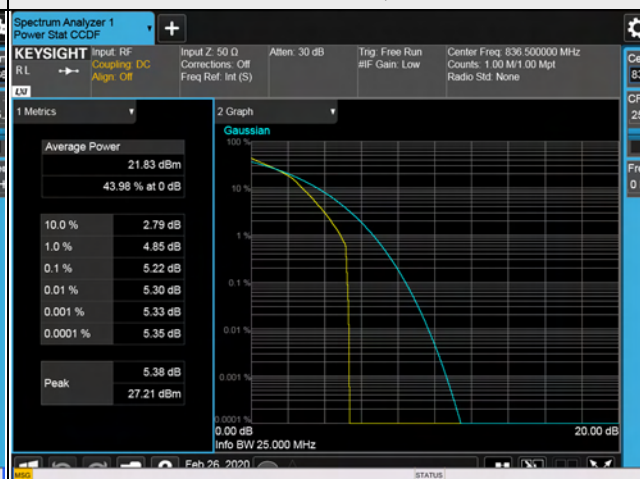 Spectrum Analyzer 1
Power Stat CCDF
+
KEYSIGHT
RL
LXI
Input: RF
Coupling: DC
Align: Off
Input Z: 50 Ω
Corrections: Off
Freq Ref: Int (S)
Atten: 30 dB
Trig: Free Run
#IF Gain: Low
Center Freq: 836.500000 MHz
Counts: 1.00 M/1.00 Mpt
Radio Std: None
1 Metrics
Average Power
21.83 dBm
43.98 % at 0 dB
10.0 % 2.79 dB
1.0 % 4.85 dB
0.1 % 5.22 dB
0.01 % 5.30 dB
0.001 % 5.33 dB
0.0001 % 5.35 dB
Peak 5.38 dB
27.21 dBm
2 Graph
Gaussian
100 %
10 %
1 %
0.1 %
0.01 %
0.001 %
0.0001 %
0.00 dB 20.00 dB
Info BW 25.000 MHz
Feb 26, 2020
MSG STATUS